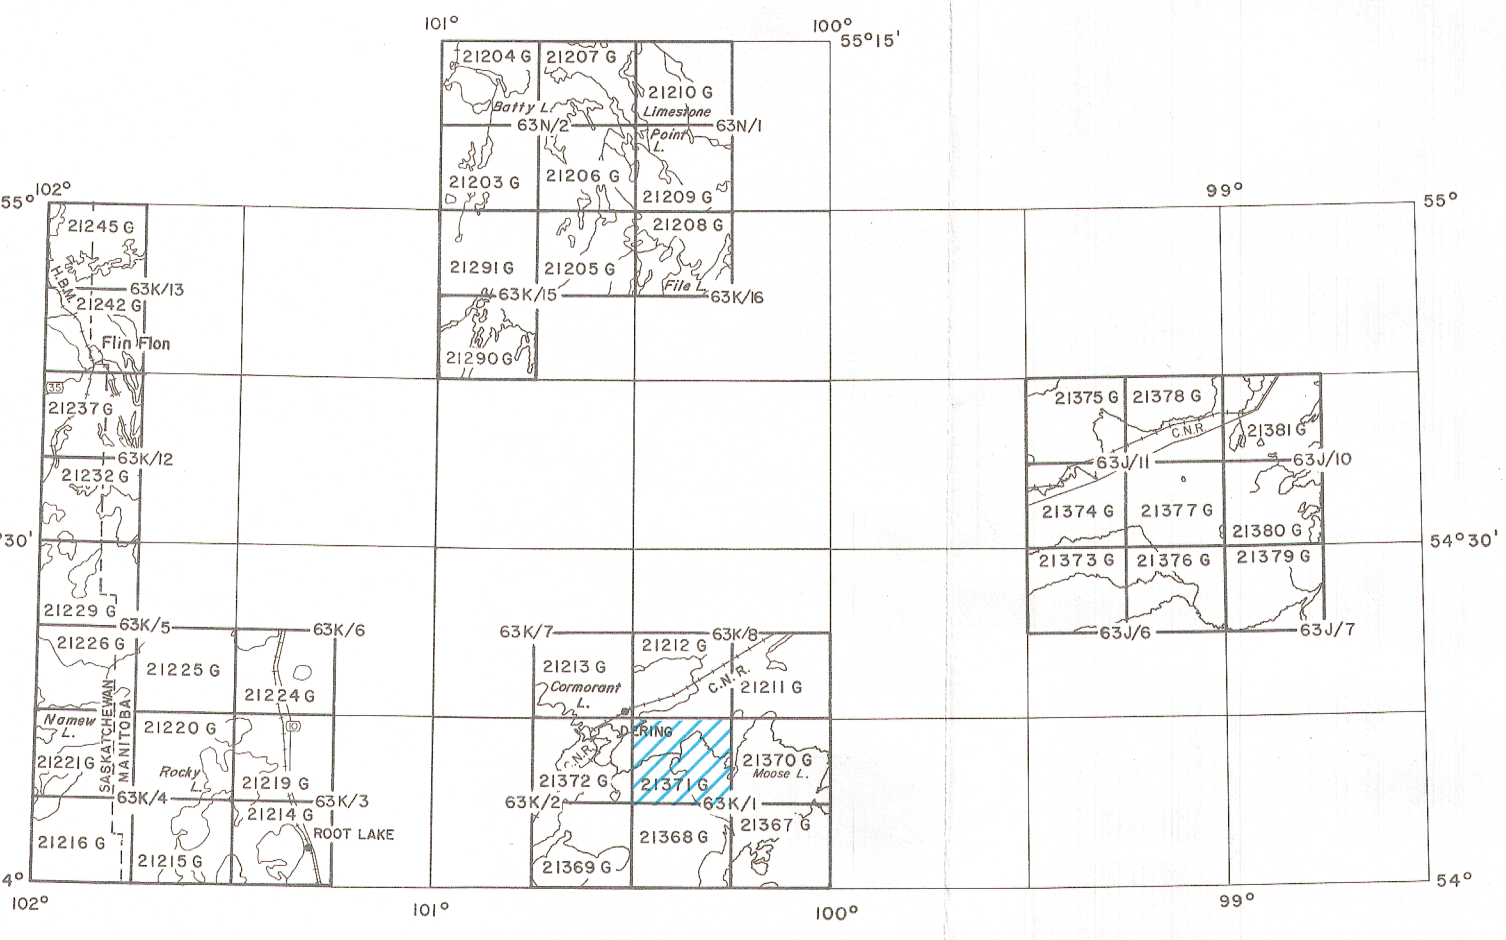 101°
100°
55°15'
21204 G
21207 G
21210 G
Batty L.
Limestone
63N/2
63N/1
Point
L.
21203 G
21206 G
21209 G
21208 G
21291 G
21205 G
File L.
63K/15
63K/16
21290 G
55°
102°
21245 G
H.B.M.
63K/13
21242 G
Flin Flon
35
21237 G
63K/12
21232 G
30'
21229 G
63K/5
63K/6
21226 G
21225 G
21224 G
SASKATCHEWAN
MANITOBA
Namew
L.
21220 G
10
21221 G
Rocky
L.
21219 G
63K/4
63K/3
21214 G
ROOT LAKE
21216 G
21215 G
4°
102°
101°
63K/7
63K/8
21212 G
21213 G
C.N.R.
21211 G
Cormorant
L.
DERING
C.N.R.
21370 G
Moose L.
21372 G
21371 G
63K/2
63K/1
21367 G
21368 G
21369 G
100°
99°
55°
21375 G
21378 G
C.N.R.
21381 G
63J/11
63J/10
21374 G
21377 G
21380 G
54°30'
21373 G
21376 G
21379 G
63J/6
63J/7
54°
99°